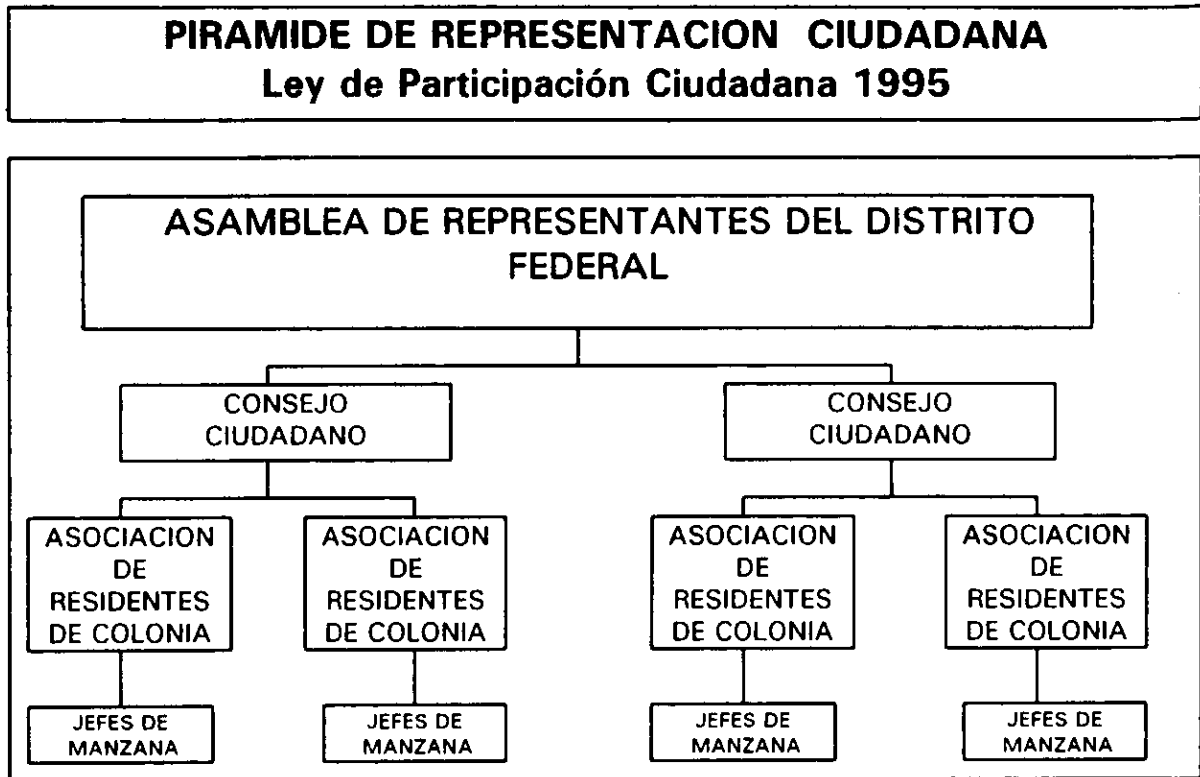 PIRAMIDE DE REPRESENTACION CIUDADANA
Ley de Participación Ciudadana 1995
ASAMBLEA DE REPRESENTANTES DEL DISTRITO
FEDERAL
CONSEJO
CIUDADANO
CONSEJO
CIUDADANO
ASOCIACION
DE
RESIDENTES
DE COLONIA
ASOCIACION
DE
RESIDENTES
DE COLONIA
ASOCIACION
DE
RESIDENTES
DE COLONIA
ASOCIACION
DE
RESIDENTES
DE COLONIA
JEFES DE
MANZANA
JEFES DE
MANZANA
JEFES DE
MANZANA
JEFES DE
MANZANA